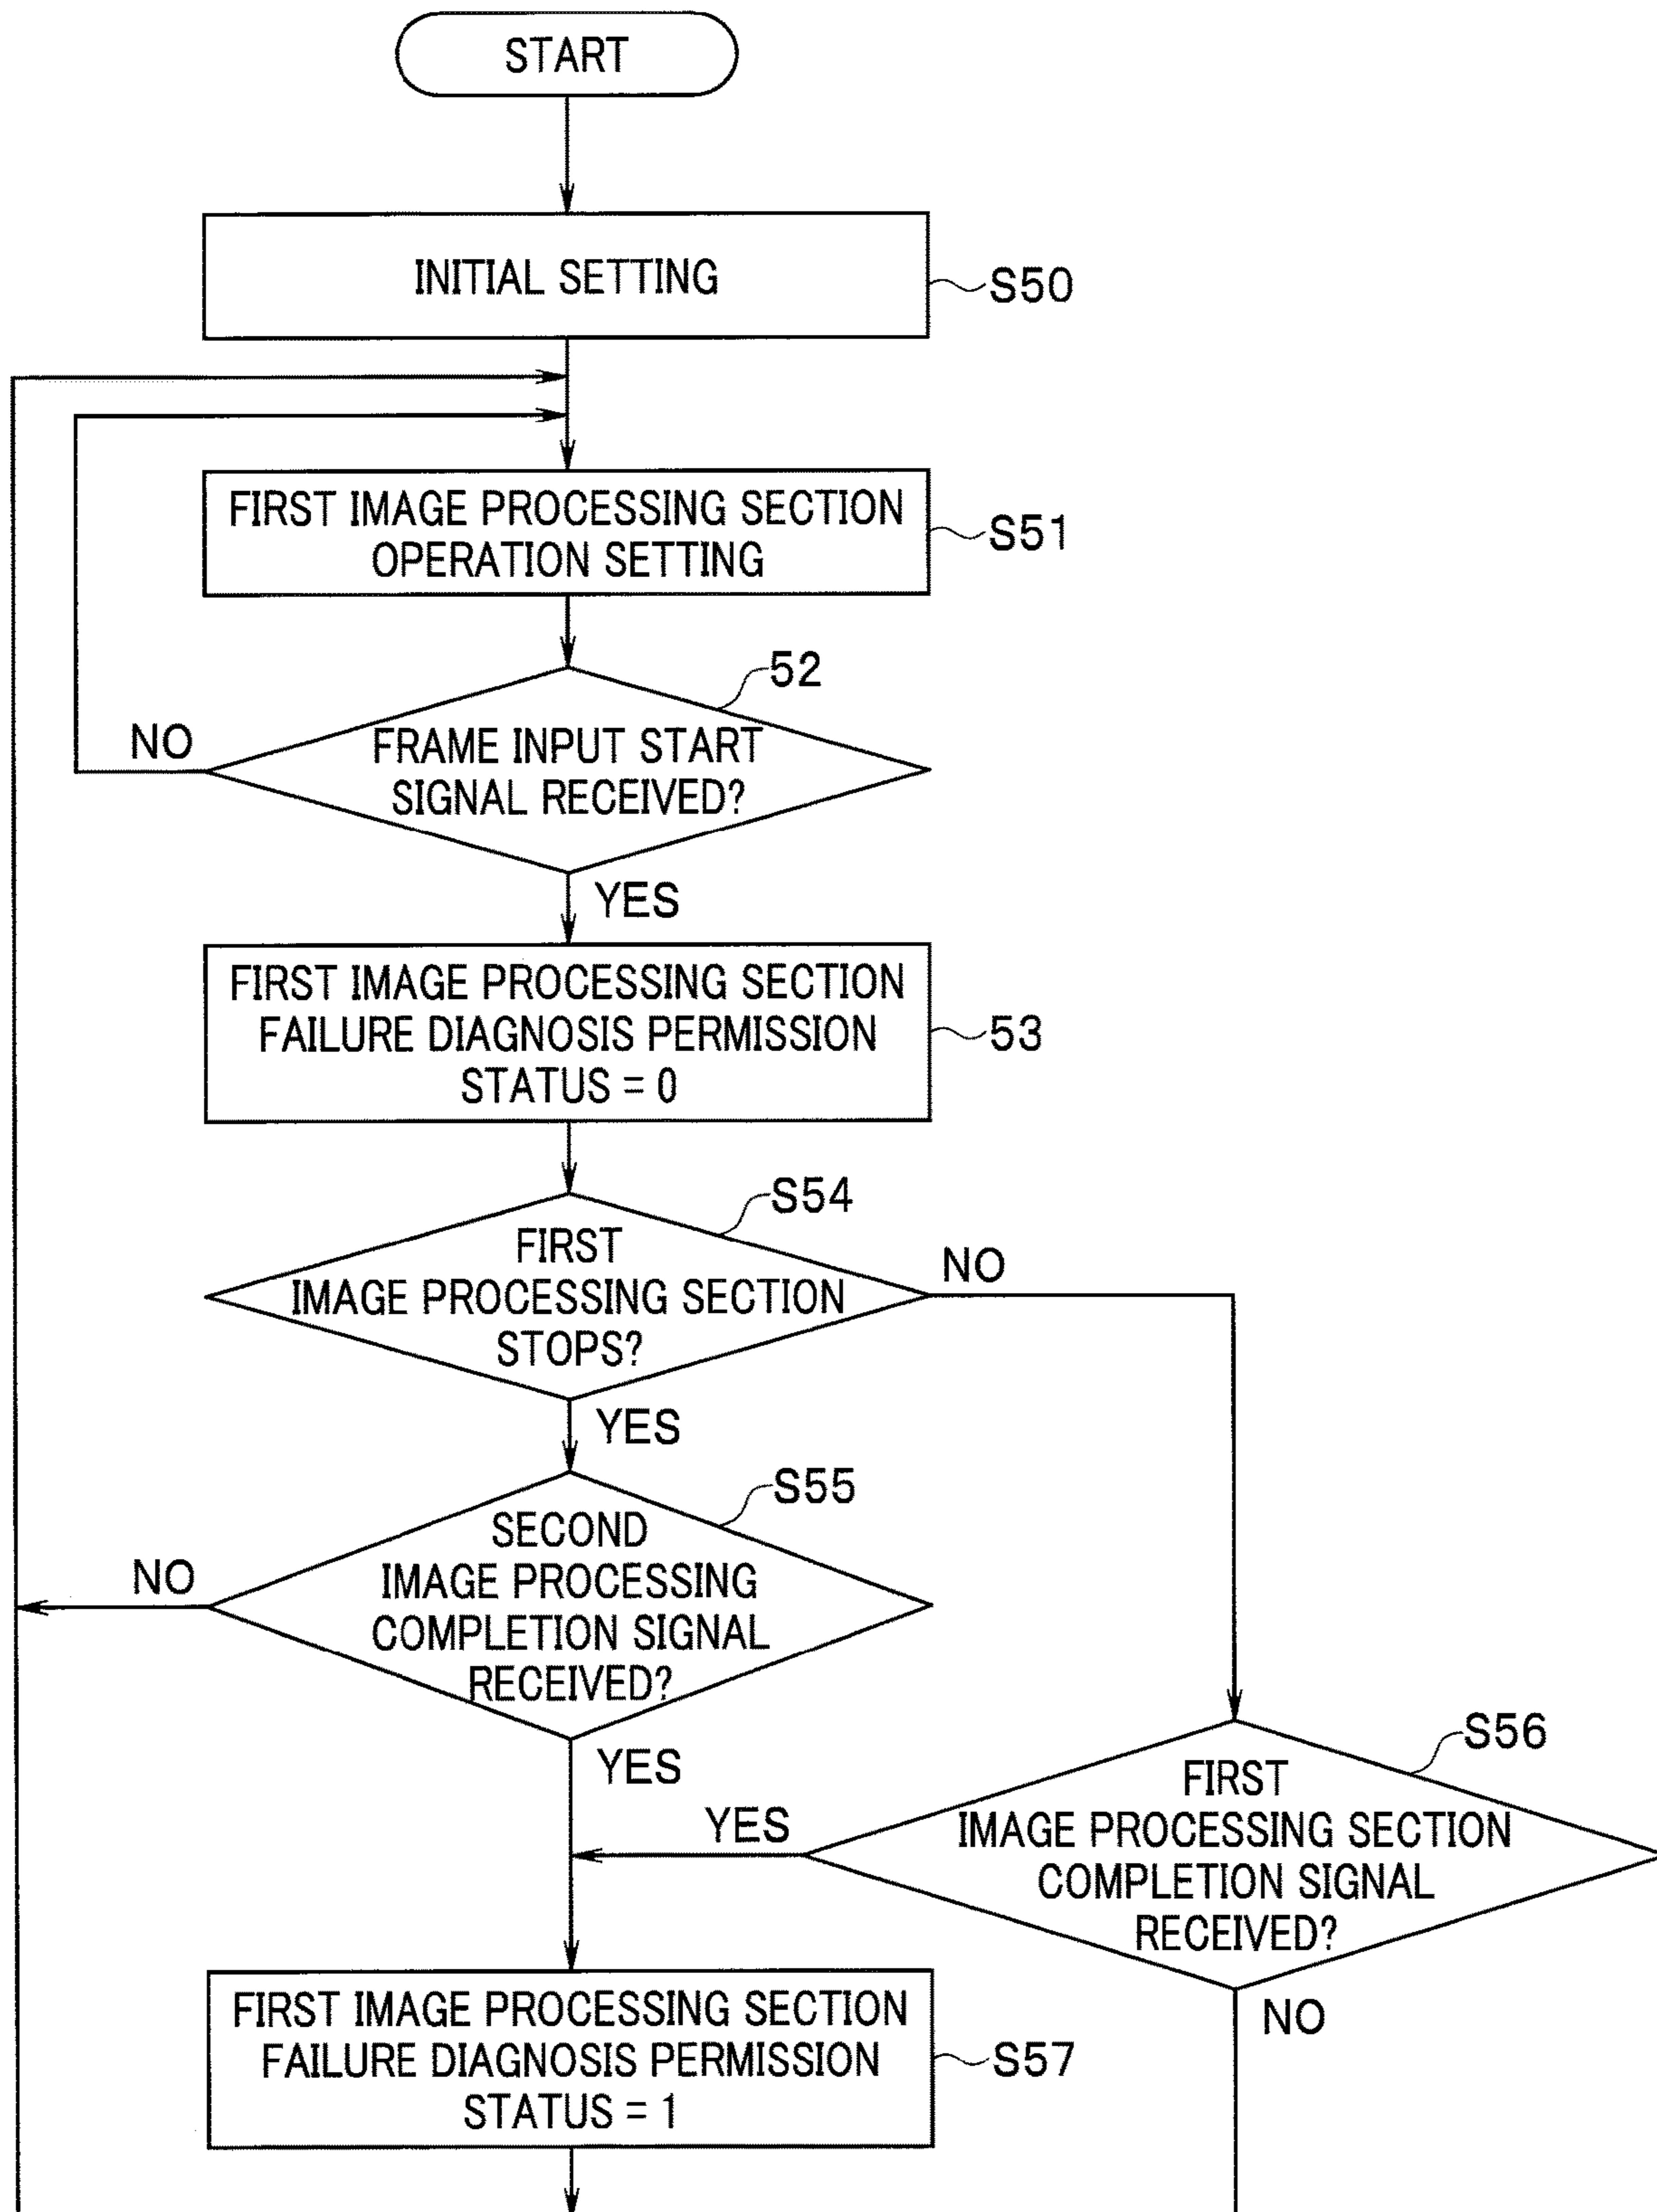 START
INITIAL SETTING
S50
FIRST IMAGE PROCESSING SECTION
OPERATION SETTING
S51
52
NO
FRAME INPUT START
SIGNAL RECEIVED?
YES
FIRST IMAGE PROCESSING SECTION
FAILURE DIAGNOSIS PERMISSION
STATUS = 0
53
S54
FIRST
IMAGE PROCESSING SECTION
STOPS?
NO
YES
S55
SECOND
IMAGE PROCESSING
COMPLETION SIGNAL
RECEIVED?
NO
YES
S56
FIRST
IMAGE PROCESSING SECTION
COMPLETION SIGNAL
RECEIVED?
YES
NO
FIRST IMAGE PROCESSING SECTION
FAILURE DIAGNOSIS PERMISSION
STATUS = 1
S57